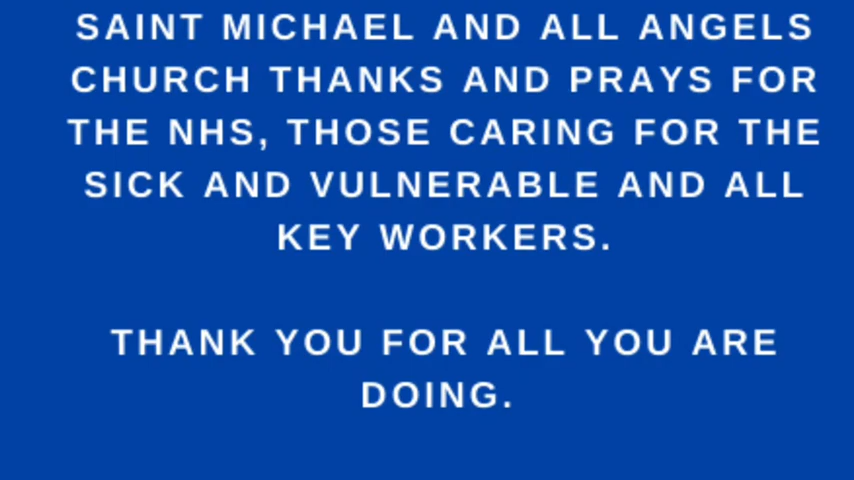 SAINT MICHAEL AND ALL ANGELS
CHURCH THANKS AND PRAYS FOR
THE NHS, THOSE CARING FOR THE
SICK AND VULNERABLE AND ALL
KEY WORKERS.
THANK YOU FOR ALL YOU ARE
DOING.